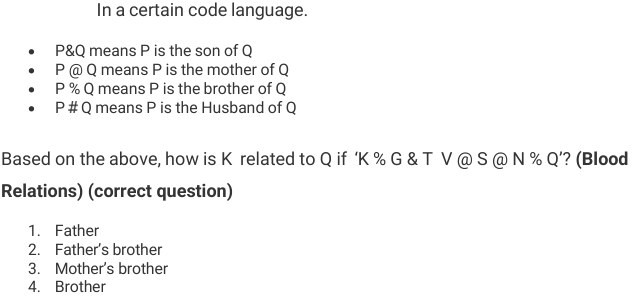 In a certain code language.
• P&Q means P is the son of Q
• P @ Q means P is the mother of Q
• P % Q means P is the brother of Q
• P # Q means P is the Husband of Q
Based on the above, how is K related to Q if ‘K % G & T V @ S @ N % Q’? (Blood
Relations) (correct question)
1. Father
2. Father’s brother
3. Mother’s brother
4. Brother